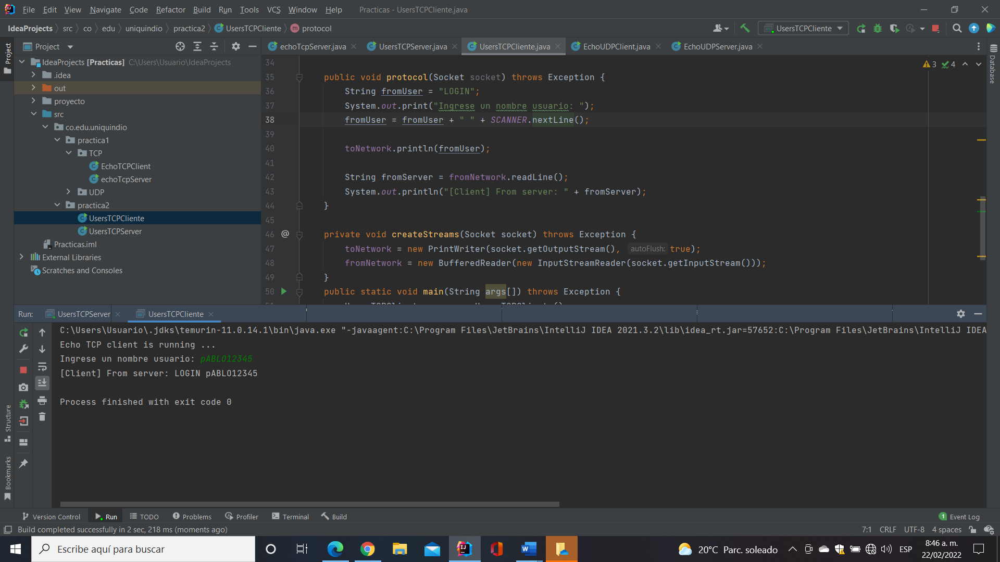 File Edit View Navigate Code Refactor Build Run Tools VCS Window Help Practicas - UsersTCPCliente.java
IdeaProjects src co edu uniquindio practica2 UsersTCPCliente protocol
UsersTCPCliente
Project
echoTcpServer.java UsersTCPServer.java UsersTCPCliente.java EchoUDPClient.java EchoUDPServer.java
Project
Database
IdeaProjects [Practicas] C:\Users\Usuario\IdeaProjects
.idea
out
proyecto
src
co.edu.uniquindio
practica1
TCP
EchoTCPClient
echoTcpServer
UDP
practica2
UsersTCPCliente
UsersTCPServer
Practicas.iml
External Libraries
Scratches and Consoles
3 4
34
35 public void protocol(Socket socket) throws Exception {
36 String fromUser = "LOGIN";
37 System.out.print("Ingrese un nombre usuario: ");
38 fromUser = fromUser + " " + SCANNER.nextLine();
39
40 toNetwork.println(fromUser);
41
42 String fromServer = fromNetwork.readLine();
43 System.out.println("[Client] From server: " + fromServer);
44 }
45
46 @ private void createStreams(Socket socket) throws Exception {
47 toNetwork = new PrintWriter(socket.getOutputStream(), autoFlush: true);
48 fromNetwork = new BufferedReader(new InputStreamReader(socket.getInputStream()));
49 }
50 public static void main(String args[]) throws Exception {
Run: UsersTCPServer UsersTCPCliente
C:\Users\Usuario\.jdks\temurin-11.0.14.1\bin\java.exe "-javaagent:C:\Program Files\JetBrains\IntelliJ IDEA 2021.3.2\lib\idea_rt.jar=57652:C:\Program Files\JetBrains\IntelliJ IDEA
Echo TCP client is running ...
Ingrese un nombre usuario: pABLO12345
[Client] From server: LOGIN pABLO12345
Process finished with exit code 0
Structure
Bookmarks
Version Control Run TODO Problems Profiler Terminal Build 1 Event Log
Build completed successfully in 2 sec, 218 ms (moments ago) 7:1 CRLF UTF-8 4 spaces
Escribe aquí para buscar
20°C Parc. soleado ESP
8:46 a. m.
22/02/2022